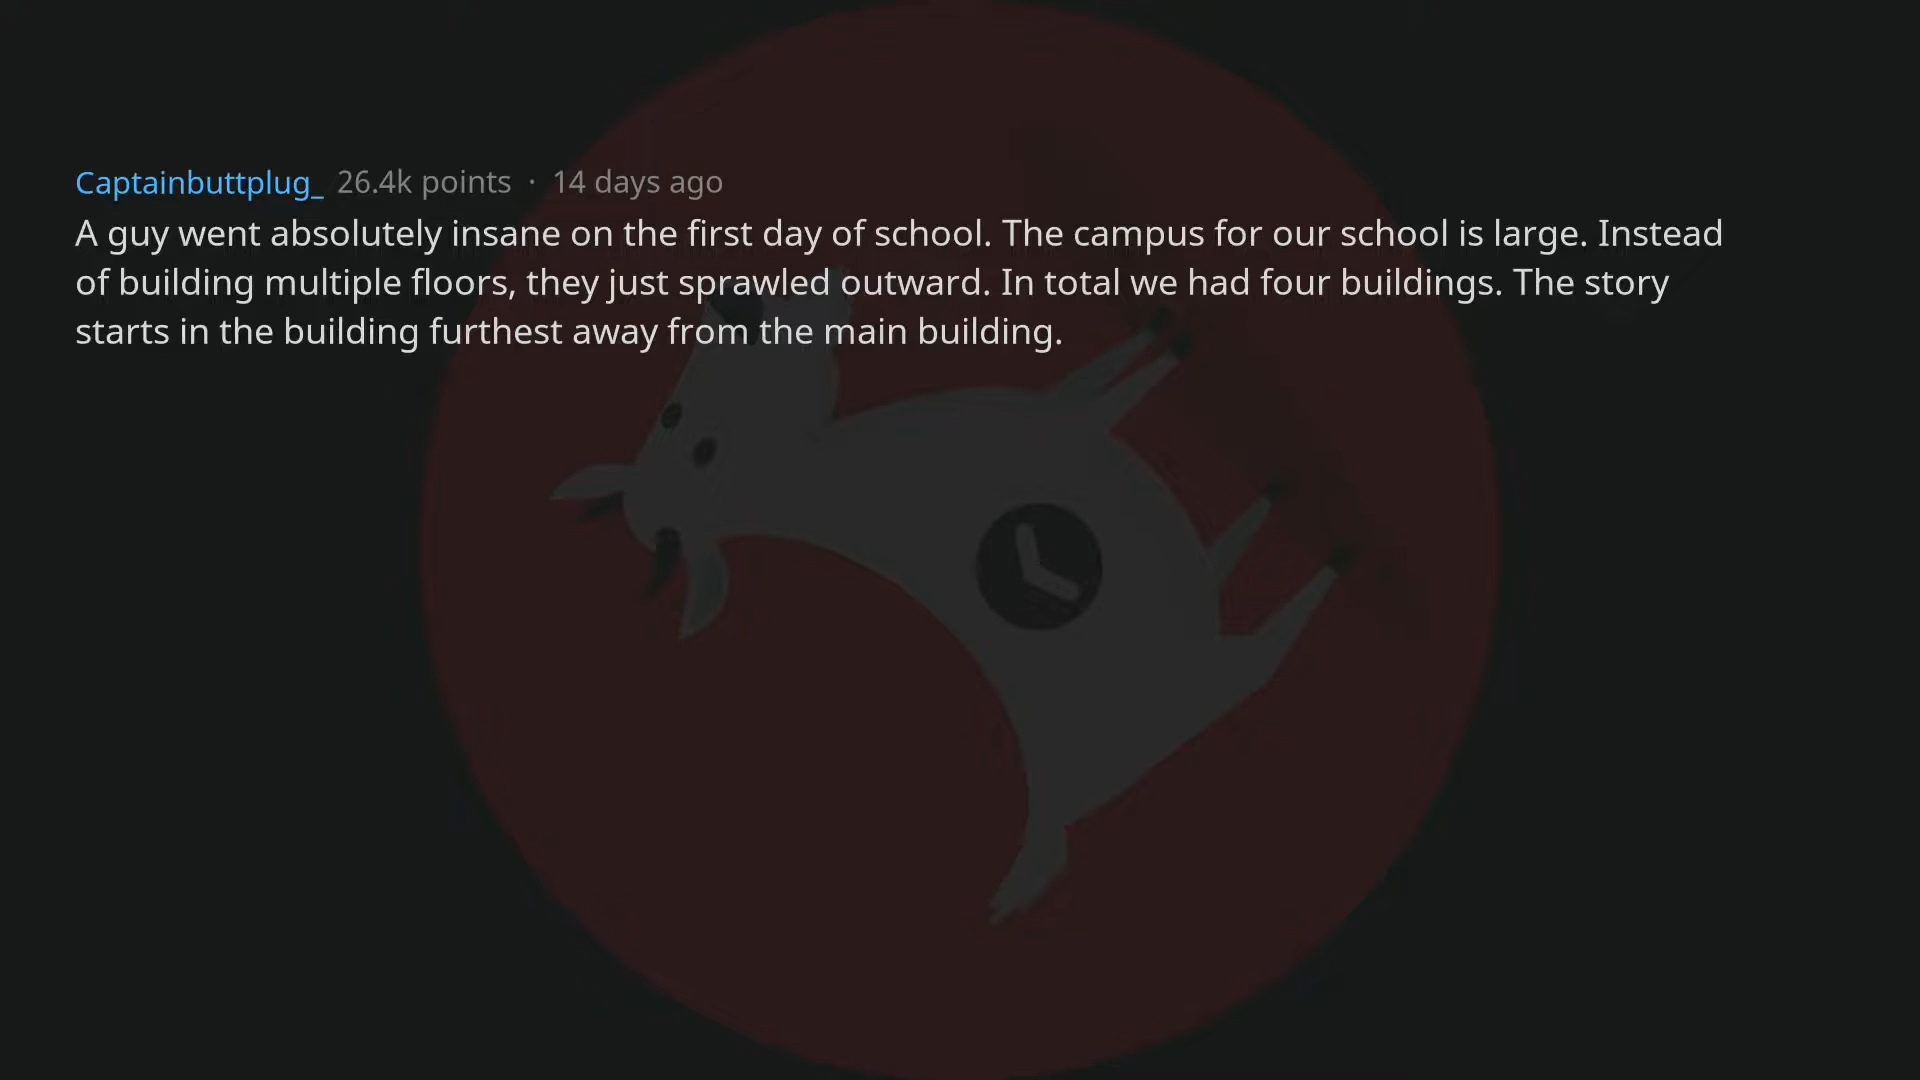 Captainbuttplug_ 26.4k points · 14 days ago
A guy went absolutely insane on the first day of school. The campus for our school is large. Instead
of building multiple floors, they just sprawled outward. In total we had four buildings. The story
starts in the building furthest away from the main building.